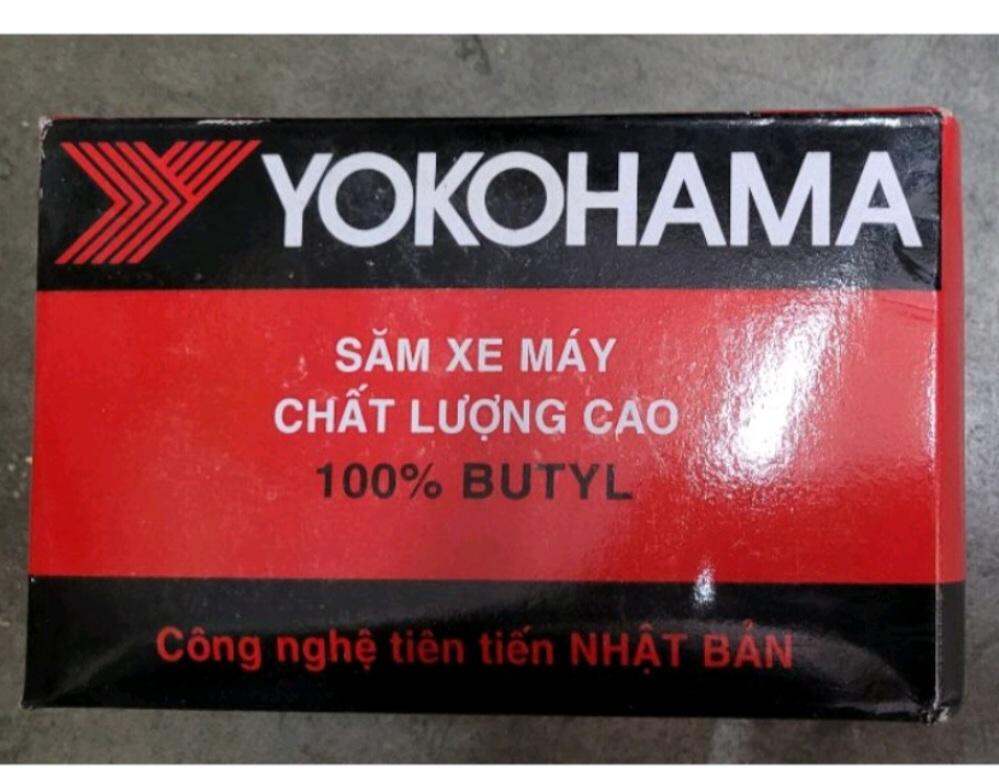 YOKOHAMA
SĂM XE MÁY
CHẤT LƯỢNG CAO
100% BUTYL
Công nghệ tiên tiến NHẬT BẢN